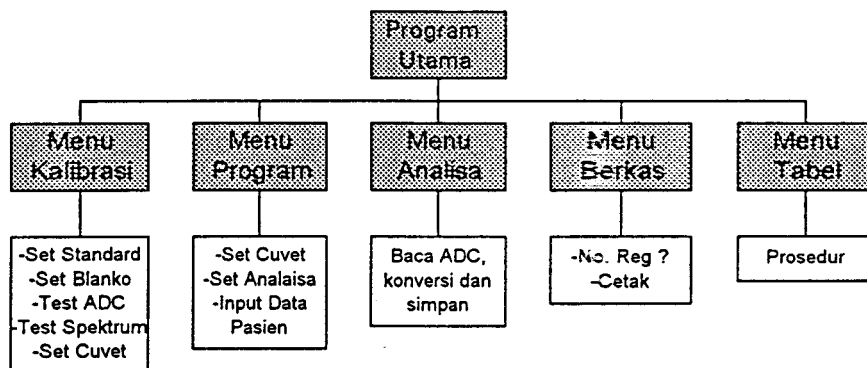 Program
Utama
Menu
Kalibrasi
Menu
Program
Menu
Analisa
Menu
Berkas
Menu
Tabel
-Set Standard
-Set Blanko
-Test ADC
-Test Spektrum
-Set Cuvet
-Set Cuvet
-Set Analaisa
-Input Data
Pasien
Baca ADC,
konversi dan
simpan
-No. Reg ?
-Cetak
Prosedur